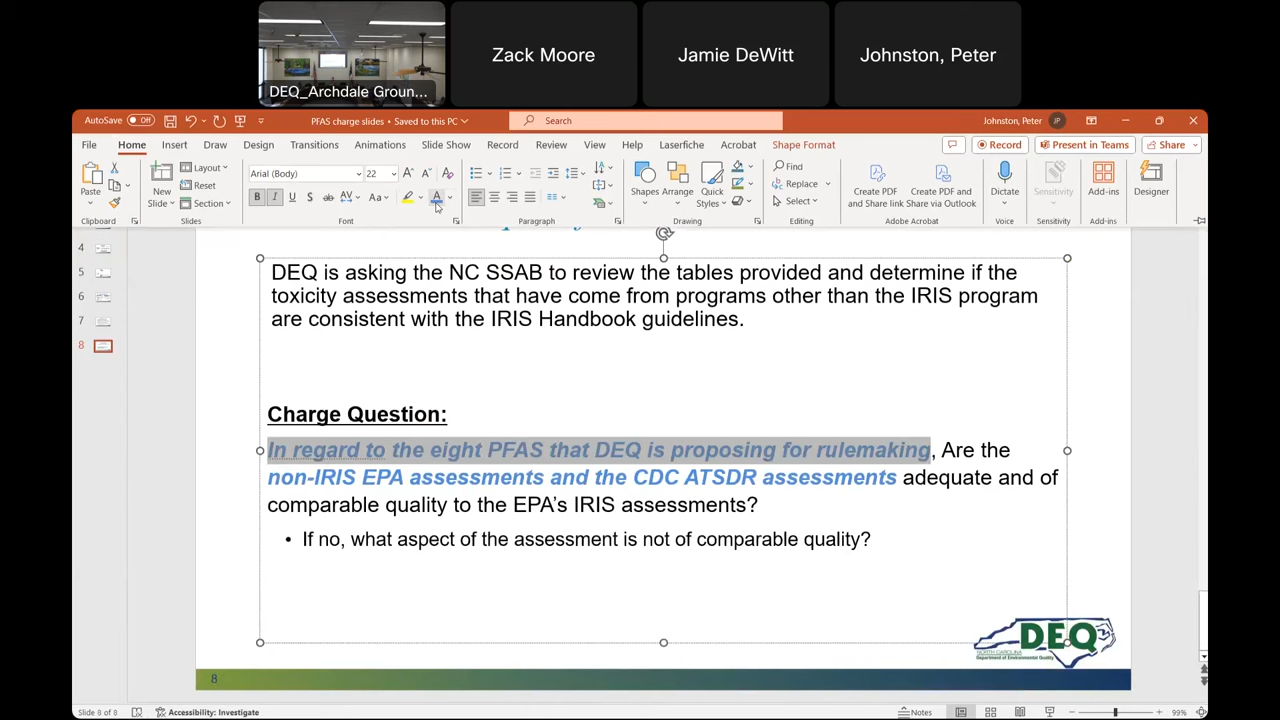 DEQ_Archdale Groun...
Zack Moore
Jamie DeWitt
Johnston, Peter
AutoSave Off
PFAS charge slides • Saved to this PC
Search
Johnston, Peter JP
File Home Insert Draw Design Transitions Animations Slide Show Record Review View Help Laserfiche Acrobat Shape Format
Record Present in Teams Share
Paste
Clipboard
New Slide
Layout
Reset
Section
Slides
Arial (Body) 22
Font
Paragraph
Shapes Arrange Quick Styles
Drawing
Find
Replace
Select
Editing
Create PDF and Share link
Create PDF and Share via Outlook
Adobe Acrobat
Dictate
Voice
Sensitivity
Sensitivity
Add-ins
Add-ins
Designer
4
5
6
7
8
DEQ is asking the NC SSAB to review the tables provided and determine if the
toxicity assessments that have come from programs other than the IRIS program
are consistent with the IRIS Handbook guidelines.
Charge Question:
In regard to the eight PFAS that DEQ is proposing for rulemaking, Are the
non-IRIS EPA assessments and the CDC ATSDR assessments adequate and of
comparable quality to the EPA's IRIS assessments?
• If no, what aspect of the assessment is not of comparable quality?
DEQ
NORTH CAROLINA
Department of Environmental Quality
8
Slide 8 of 8
Accessibility: Investigate
Notes
99%